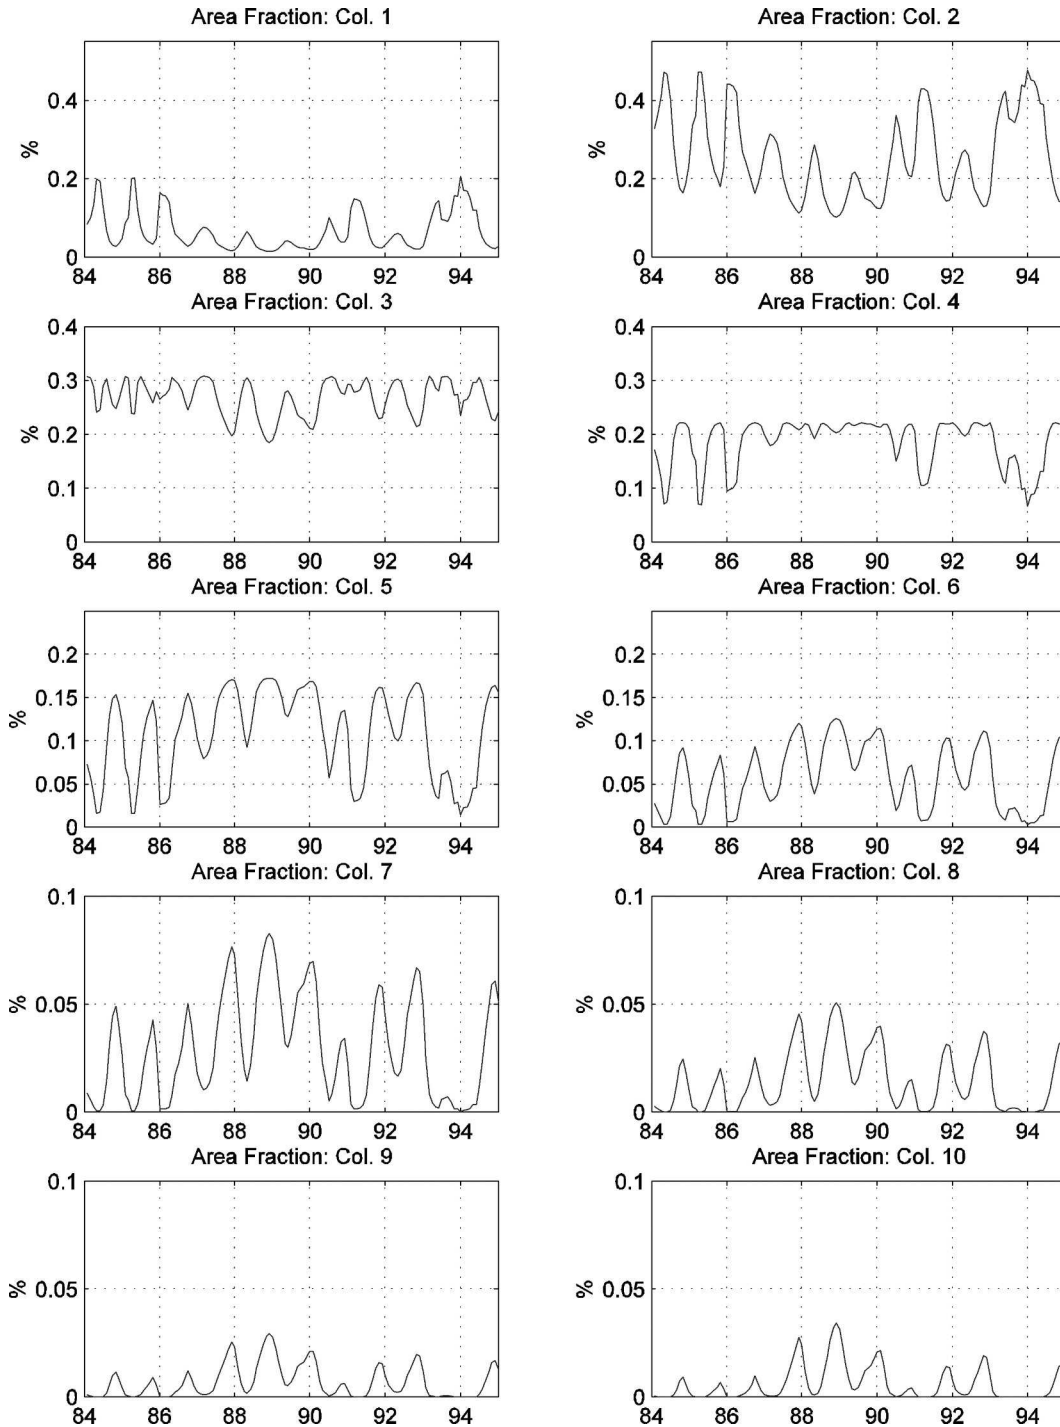 Area Fraction: Col. 1
Area Fraction: Col. 2
0.4
0.2
0
%
84 86 88 90 92 94
0.4
0.2
0
%
84 86 88 90 92 94
Area Fraction: Col. 3
Area Fraction: Col. 4
0.4
0.3
0.2
0.1
0
%
84 86 88 90 92 94
0.4
0.3
0.2
0.1
0
%
84 86 88 90 92 94
Area Fraction: Col. 5
Area Fraction: Col. 6
0.2
0.15
0.1
0.05
0
%
84 86 88 90 92 94
0.2
0.15
0.1
0.05
0
%
84 86 88 90 92 94
Area Fraction: Col. 7
Area Fraction: Col. 8
0.1
0.05
0
%
84 86 88 90 92 94
0.1
0.05
0
%
84 86 88 90 92 94
Area Fraction: Col. 9
Area Fraction: Col. 10
0.1
0.05
0
%
84 86 88 90 92 94
0.1
0.05
0
%
84 86 88 90 92 94